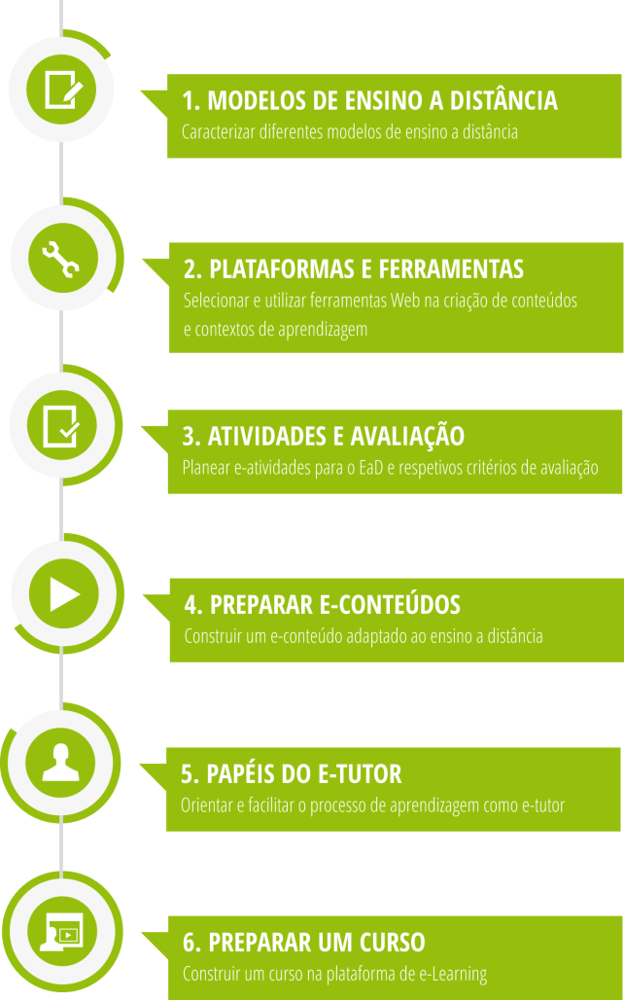 1. MODELOS DE ENSINO A DISTÂNCIA
Caracterizar diferentes modelos de ensino a distância
2. PLATAFORMAS E FERRAMENTAS
Selecionar e utilizar ferramentas Web na criação de conteúdos
e contextos de aprendizagem
3. ATIVIDADES E AVALIAÇÃO
Planear e-atividades para o EaD e respetivos critérios de avaliação
4. PREPARAR E-CONTEÚDOS
Construir um e-conteúdo adaptado ao ensino a distância
5. PAPÉIS DO E-TUTOR
Orientar e facilitar o processo de aprendizagem como e-tutor
6. PREPARAR UM CURSO
Construir um curso na plataforma de e-Learning